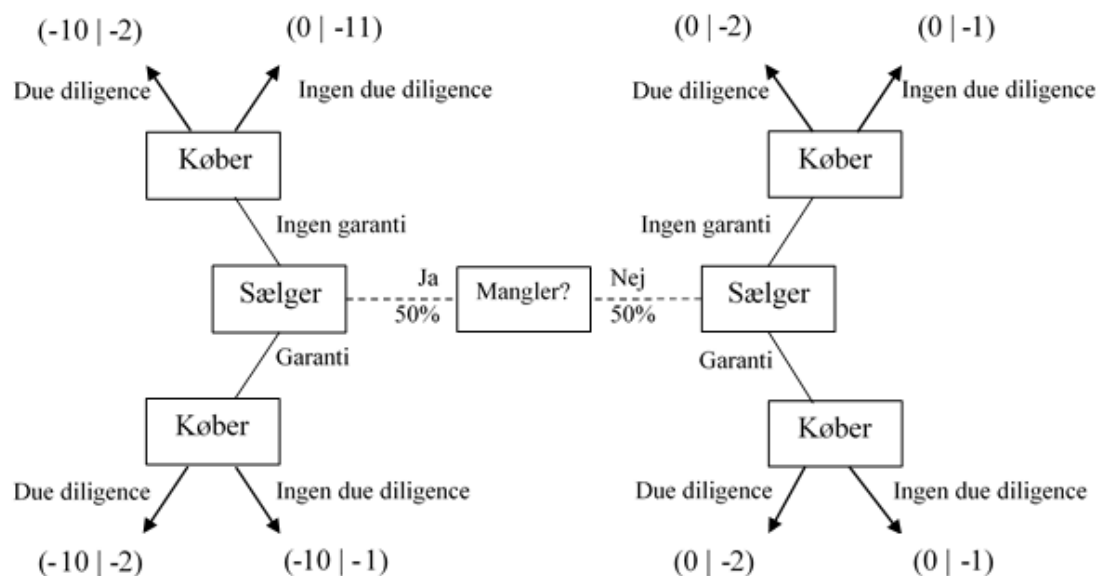 (-10 | -2) (0 | -11) (0 | -2) (0 | -1)
Due diligence Ingen due diligence Due diligence Ingen due diligence
Køber Køber
Ingen garanti Ingen garanti
Sælger Ja Mangler? Nej Sælger
50% 50%
Garanti Garanti
Køber Køber
Due diligence Ingen due diligence Due diligence Ingen due diligence
(-10 | -2) (-10 | -1) (0 | -2) (0 | -1)